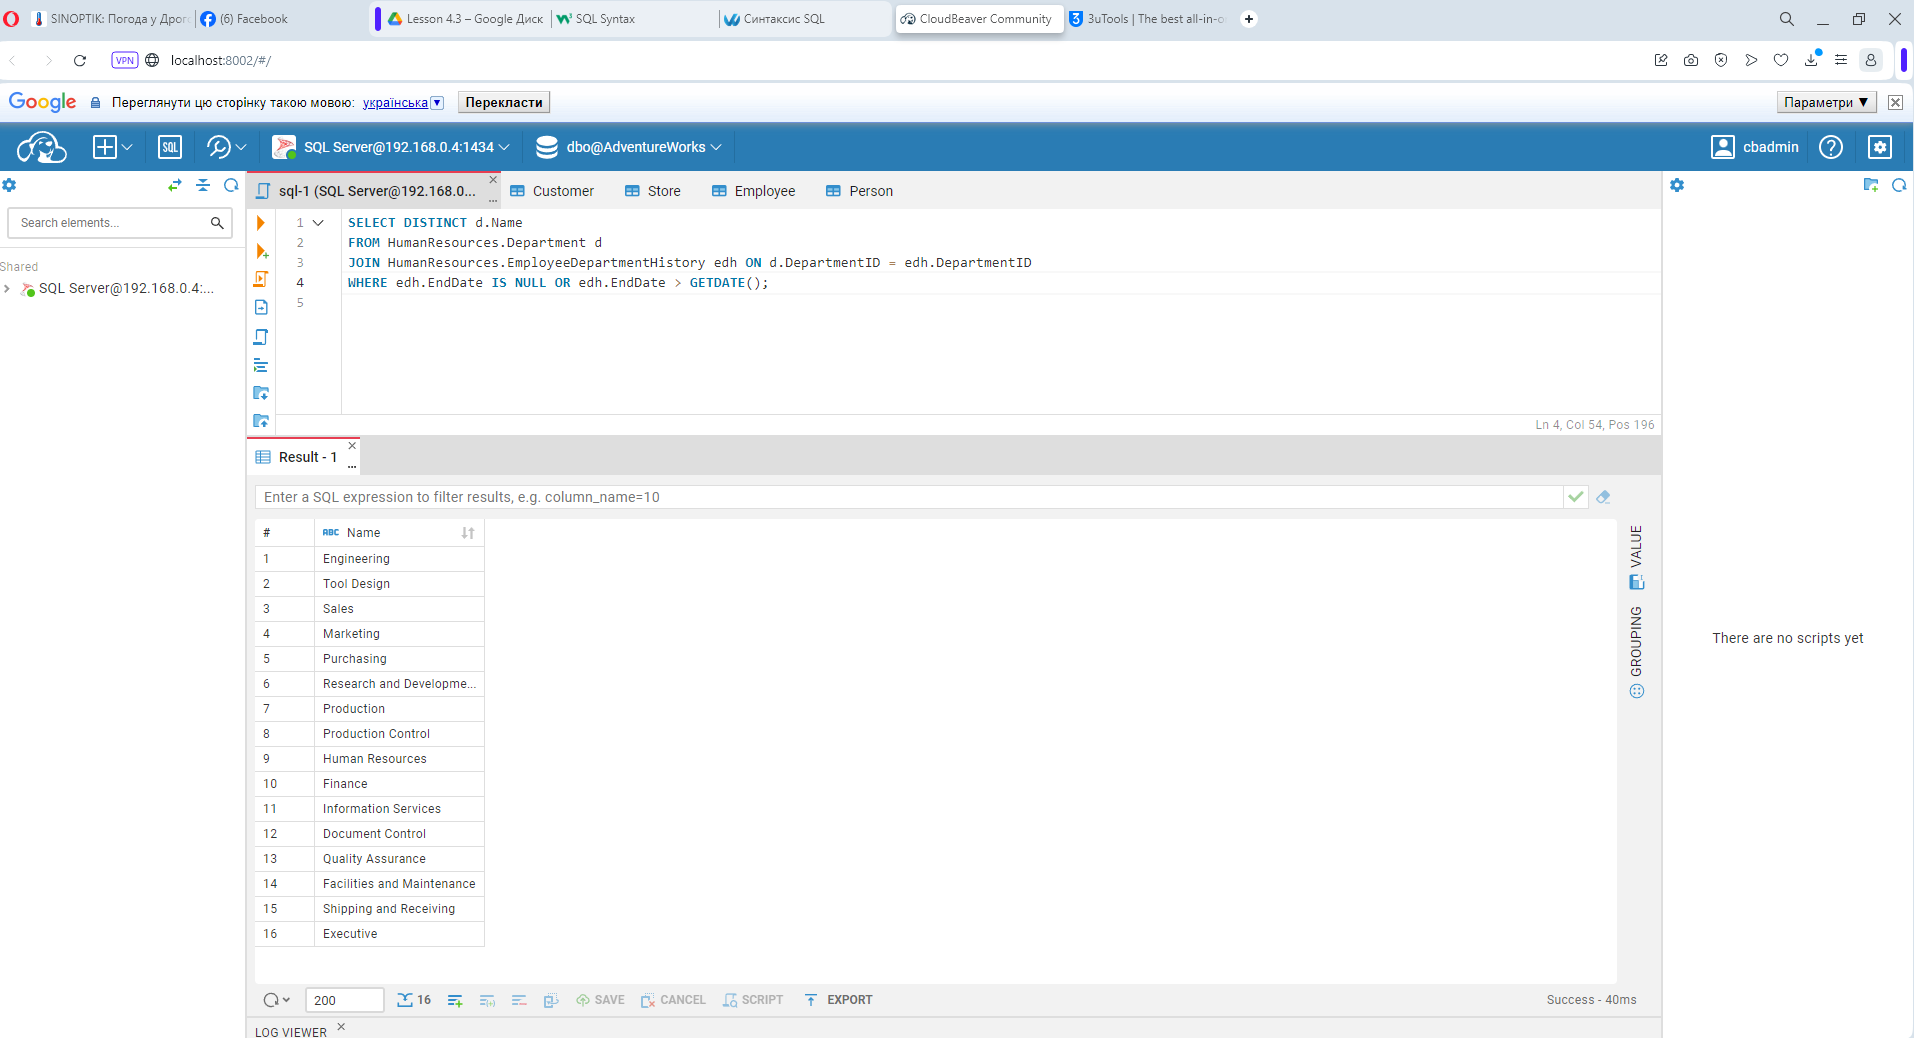 SINOPTIK: Погода у Дрог
(6) Facebook
Lesson 4.3 – Google Диск
SQL Syntax
Синтаксис SQL
CloudBeaver Community
3uTools | The best all-in-o
VPN
localhost:8002/#/
Google
Переглянути цю сторінку такою мовою: українська
Перекласти
Параметри ▼
SQL
SQL Server@192.168.0.4:1434
dbo@AdventureWorks
cbadmin
sql-1 (SQL Server@192.168.0...
Customer
Store
Employee
Person
Search elements...
Shared
SQL Server@192.168.0.4:...
1 SELECT DISTINCT d.Name
2 FROM HumanResources.Department d
3 JOIN HumanResources.EmployeeDepartmentHistory edh ON d.DepartmentID = edh.DepartmentID
4 WHERE edh.EndDate IS NULL OR edh.EndDate > GETDATE();
5
Ln 4, Col 54, Pos 196
Result - 1
Enter a SQL expression to filter results, e.g. column_name=10
# ABC Name
1 Engineering
2 Tool Design
3 Sales
4 Marketing
5 Purchasing
6 Research and Developme...
7 Production
8 Production Control
9 Human Resources
10 Finance
11 Information Services
12 Document Control
13 Quality Assurance
14 Facilities and Maintenance
15 Shipping and Receiving
16 Executive
VALUE
GROUPING
There are no scripts yet
200
16
SAVE
CANCEL
SCRIPT
EXPORT
Success - 40ms
LOG VIEWER